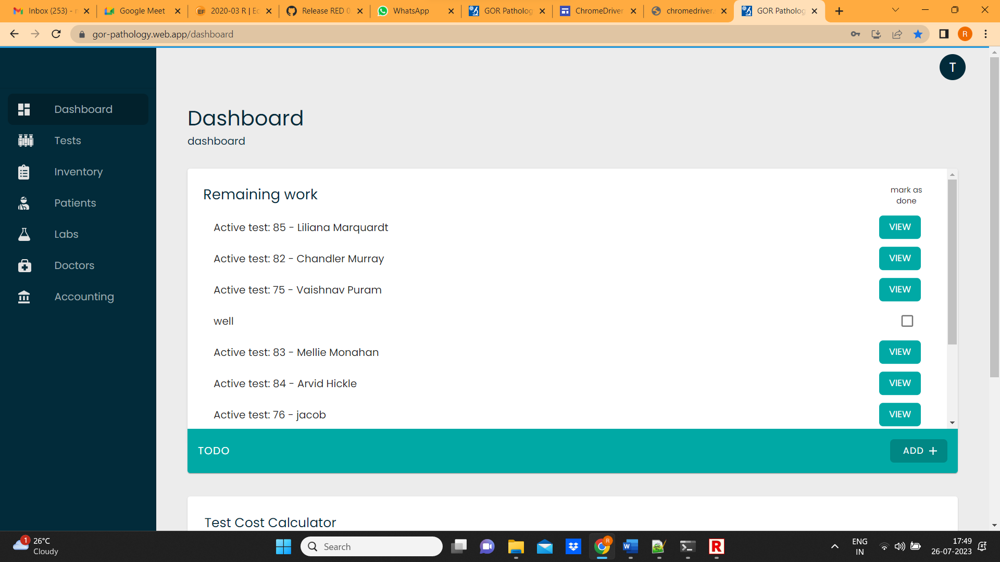 Inbox (253) -
Google Meet
2020-03 R | Ec
Release RED 0
WhatsApp
GOR Patholog
ChromeDriver
chromedriver.
GOR Patholog
gor-pathology.web.app/dashboard
R
T
Dashboard
Tests
Inventory
Patients
Labs
Doctors
Accounting
Dashboard
dashboard
Remaining work
mark as
done
Active test: 85 - Liliana Marquardt
VIEW
Active test: 82 - Chandler Murray
VIEW
Active test: 75 - Vaishnav Puram
VIEW
well
Active test: 83 - Mellie Monahan
VIEW
Active test: 84 - Arvid Hickle
VIEW
Active test: 76 - jacob
VIEW
TODO
ADD +
Test Cost Calculator
1
26°C
Cloudy
Search
ENG
IN
17:49
26-07-2023